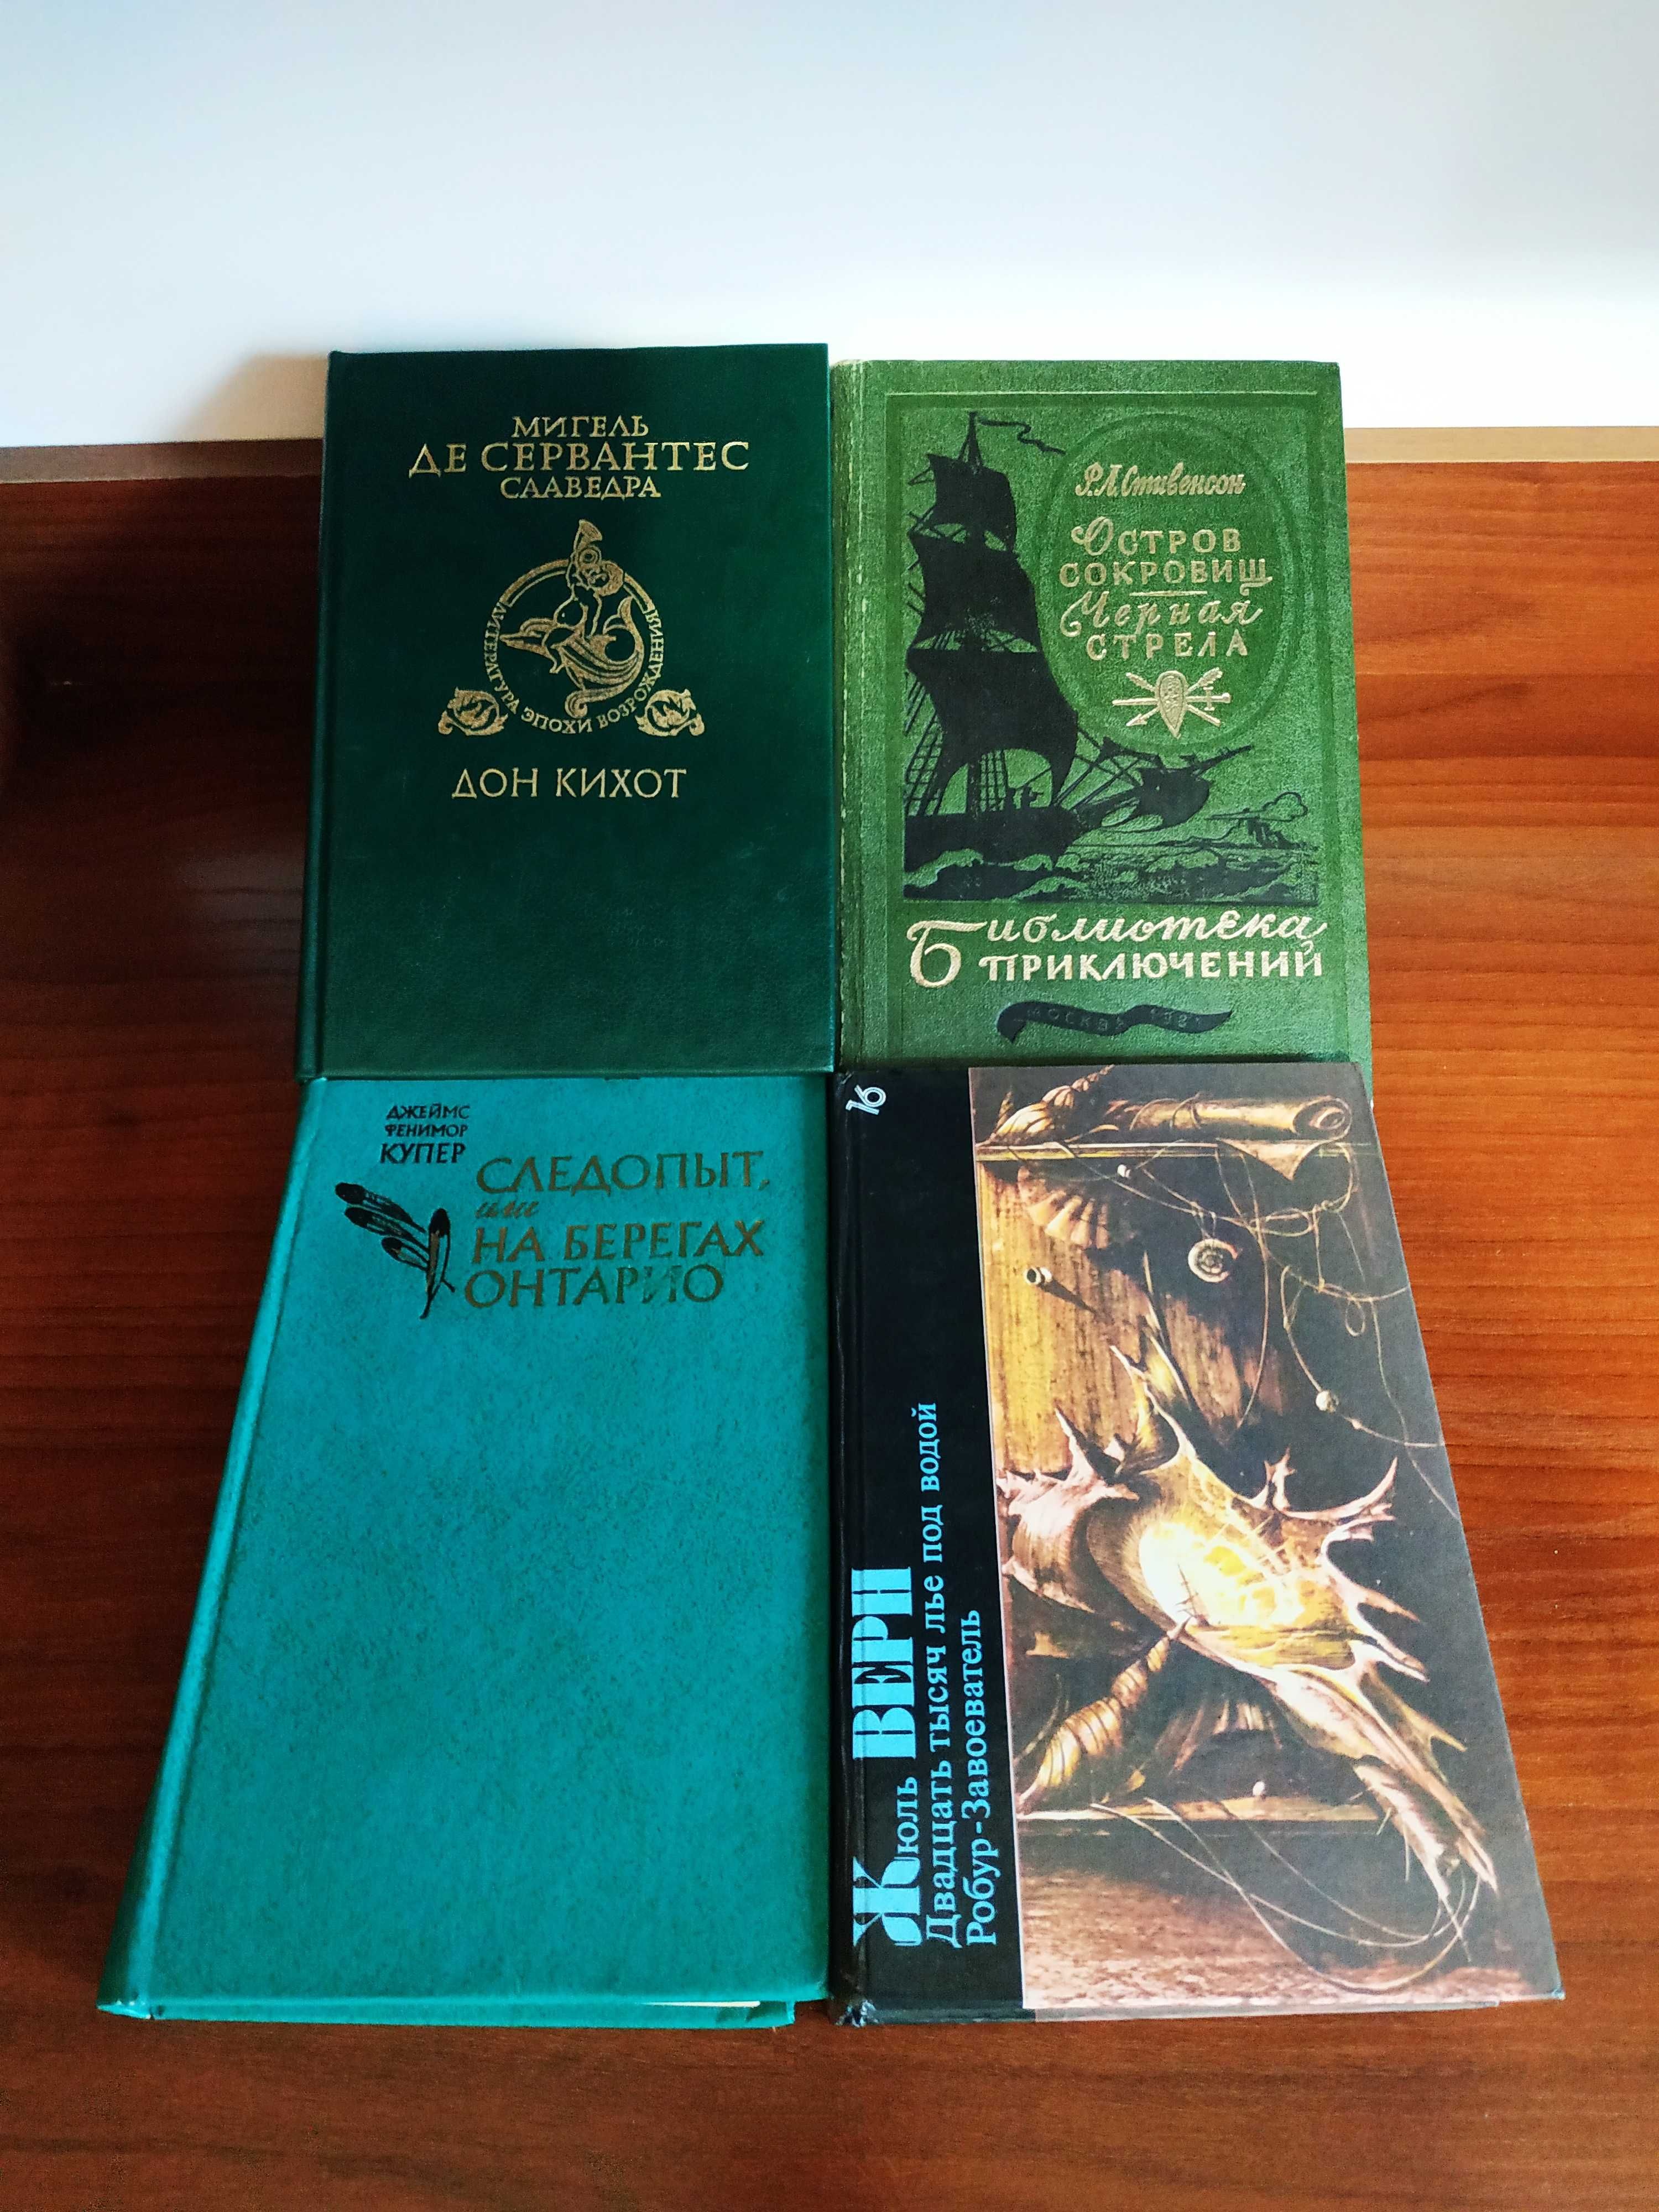 МИГЕЛЬ
ДЕ СЕРВАНТЕС
СААВЕДРА
ЛИТЕРАТУРА ЭПОХИ ВОЗРОЖДЕНИЯ
ДОН КИХОТ
Р.Л.Стивенсон
ОСТРОВ
СОКРОВИЩ
Черная
СТРЕЛА
Библиотека
ПРИКЛЮЧЕНИЙ
МОСКВА
ДЖЕЙМС
ФЕНИМОР
КУПЕР
СЛЕДОПЫТ,
или
НА БЕРЕГАХ
ОНТАРИО
16
Жюль ВЕРН
Двадцать тысяч лье под водой
Робур-Завоеватель